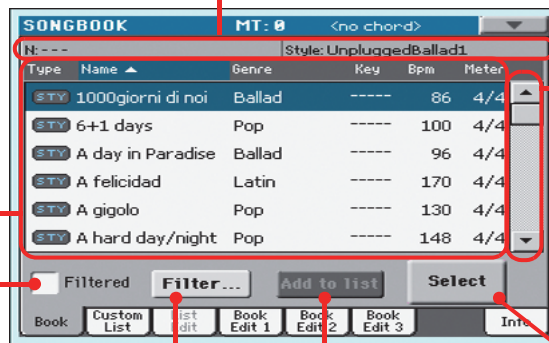 SONGBOOK MT: 0 <no chord>
N:--- Style: UnpluggedBallad1
Type Name Genre Key Bpm Meter
STY 1000giorni di noi Ballad ----- 86 4/4
STY 6+1 days Pop ----- 100 4/4
STY A day in Paradise Ballad ----- 96 4/4
STY A felicidad Latin ----- 170 4/4
STY A gigolo Pop ----- 130 4/4
STY A hard day/night Pop ----- 148 4/4
Filtered Filter... Add to list Select
Book Custom List List Edit Book Edit 1 Book Edit 2 Book Edit 3 Info